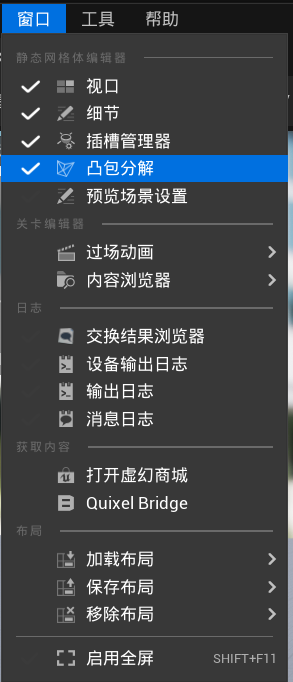 窗口 工具 帮助
静态网格体编辑器
视口
细节
插槽管理器
凸包分解
预览场景设置
关卡编辑器
过场动画
内容浏览器
日志
交换结果浏览器
设备输出日志
输出日志
消息日志
获取内容
打开虚幻商城
Quixel Bridge
布局
加载布局
保存布局
移除布局
启用全屏 SHIFT+F11